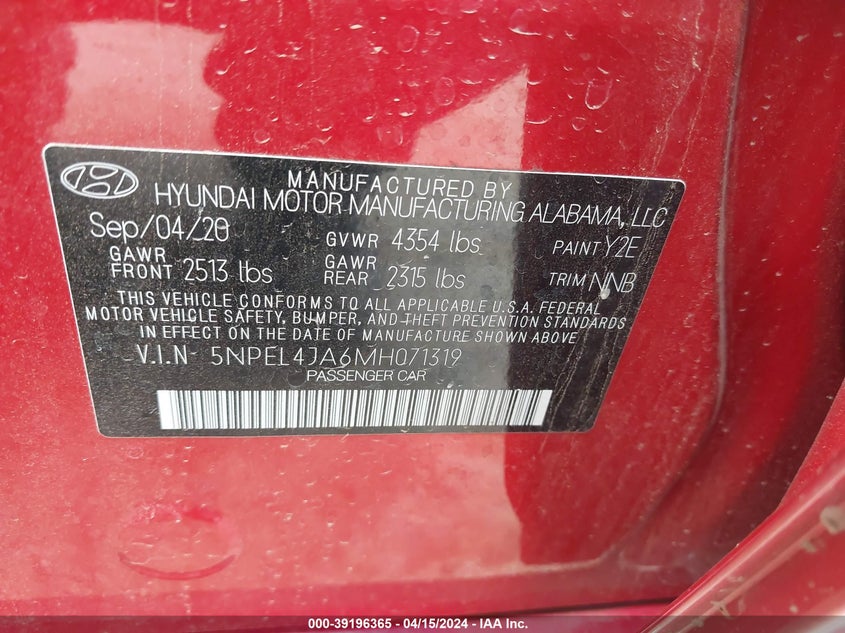 MANUFACTURED BY
HYUNDAI MOTOR MANUFACTURING ALABAMA, LLC
Sep/04/20 GVWR 4354 lbs PAINT Y2E
GAWR FRONT 2513 lbs GAWR REAR 2315 lbs TRIM NNB
THIS VEHICLE CONFORMS TO ALL APPLICABLE U.S.A. FEDERAL
MOTOR VEHICLE SAFETY, BUMPER, AND THEFT PREVENTION STANDARDS
IN EFFECT ON THE DATE OF MANUFACTURE SHOWN ABOVE
V.I.N 5NPEL4JA6MH071319
PASSENGER CAR
000-39196365 - 04/15/2024 - IAA Inc.